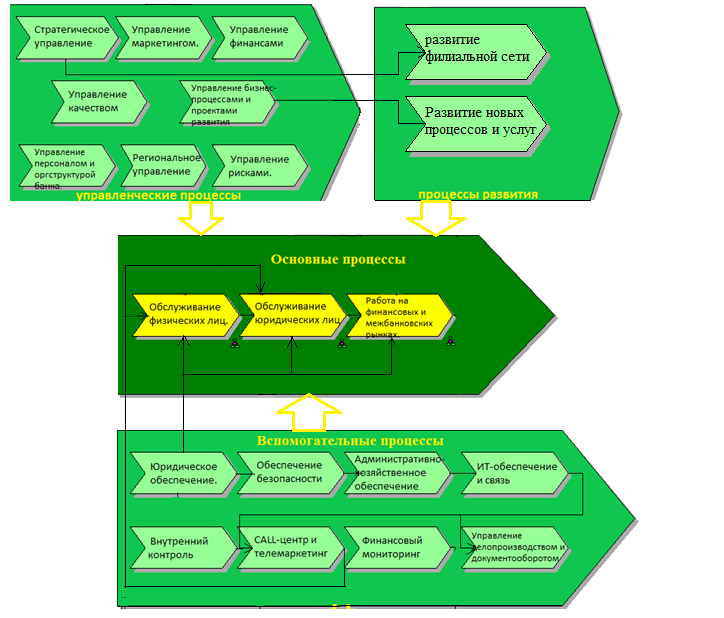 Стратегическое
управление
Управление
маркетингом.
Управление
финансами
развитие
филиальной сети
Управление
качеством
Управление бизнес-
процессами и
проектами
развития
Развитие новых
процессов и услуг
Управление
персоналом и
оргструктурой
банка.
Региональное
управление
Управление
рисками.
управленческие процессы
процессы развития
Основные процессы
Обслуживание
физических лиц.
Обслуживание
юридических лиц
Работа на
финансовых и
межбанковских
рынках.
Вспомогательные процессы
Юридическое
обеспечение.
Обеспечение
безопасности
Административно-
хозяйственное
обеспечение
ИТ-обеспечение
и связь
Внутренний
контроль
CALL-центр и
телемаркетинг
Финансовый
мониторинг
Управление
делопроизводством и
документооборотом